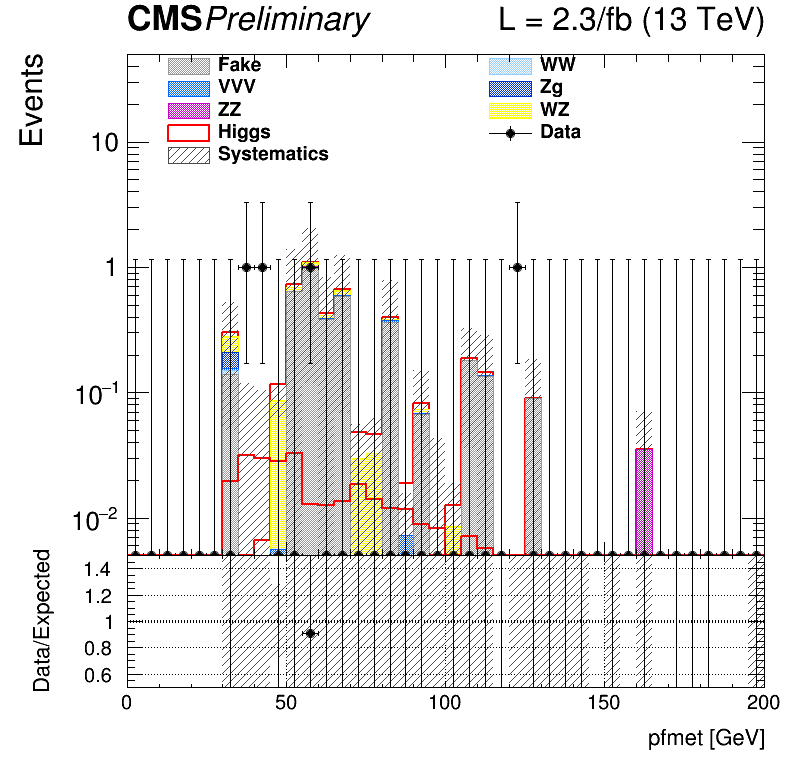 CMS Preliminary L = 2.3/fb (13 TeV)
Events
Fake WW
VVV Zg
ZZ WZ
Higgs Data
Systematics
10
1
10⁻¹
10⁻²
Data/Expected
1.4
1.2
1
0.8
0.6
0 50 100 150 200
pfmet [GeV]